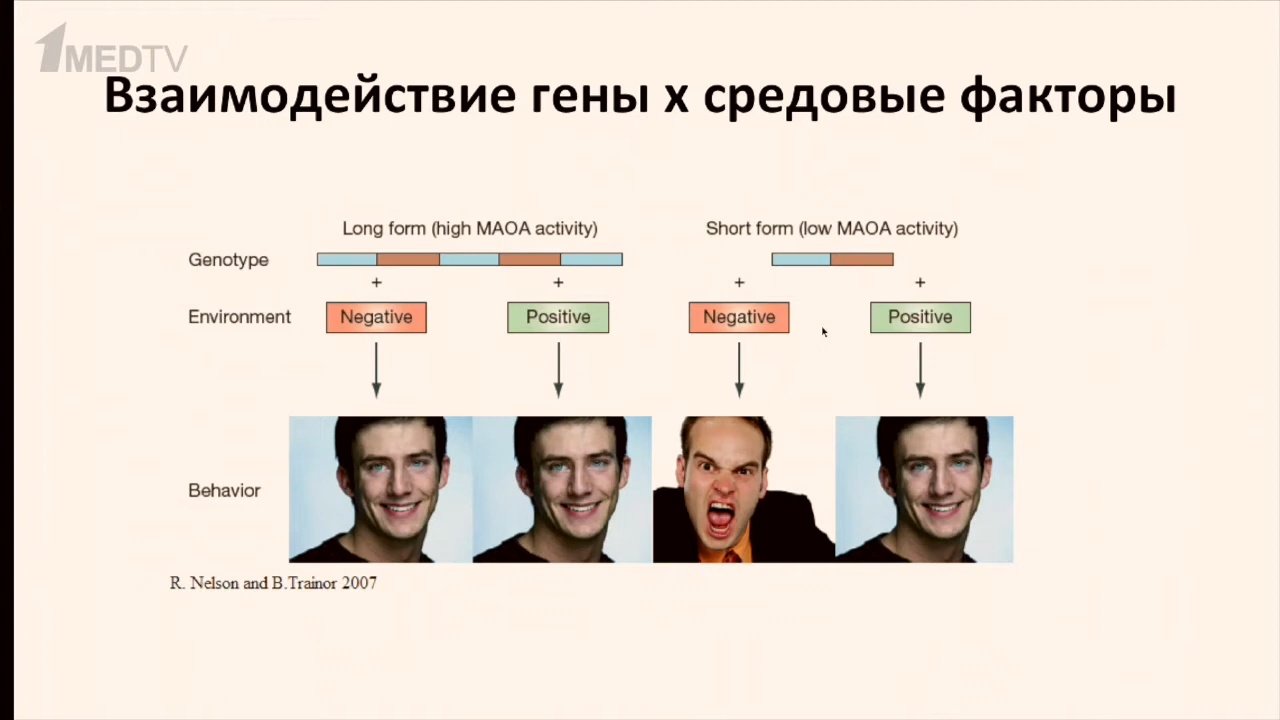 1MEDTV
Взаимодействие гены х средовые факторы
Long form (high MAOA activity)
Short form (low MAOA activity)
Genotype
+
+
+
+
Environment
Negative
Positive
Negative
Positive
Behavior
R. Nelson and B.Trainor 2007